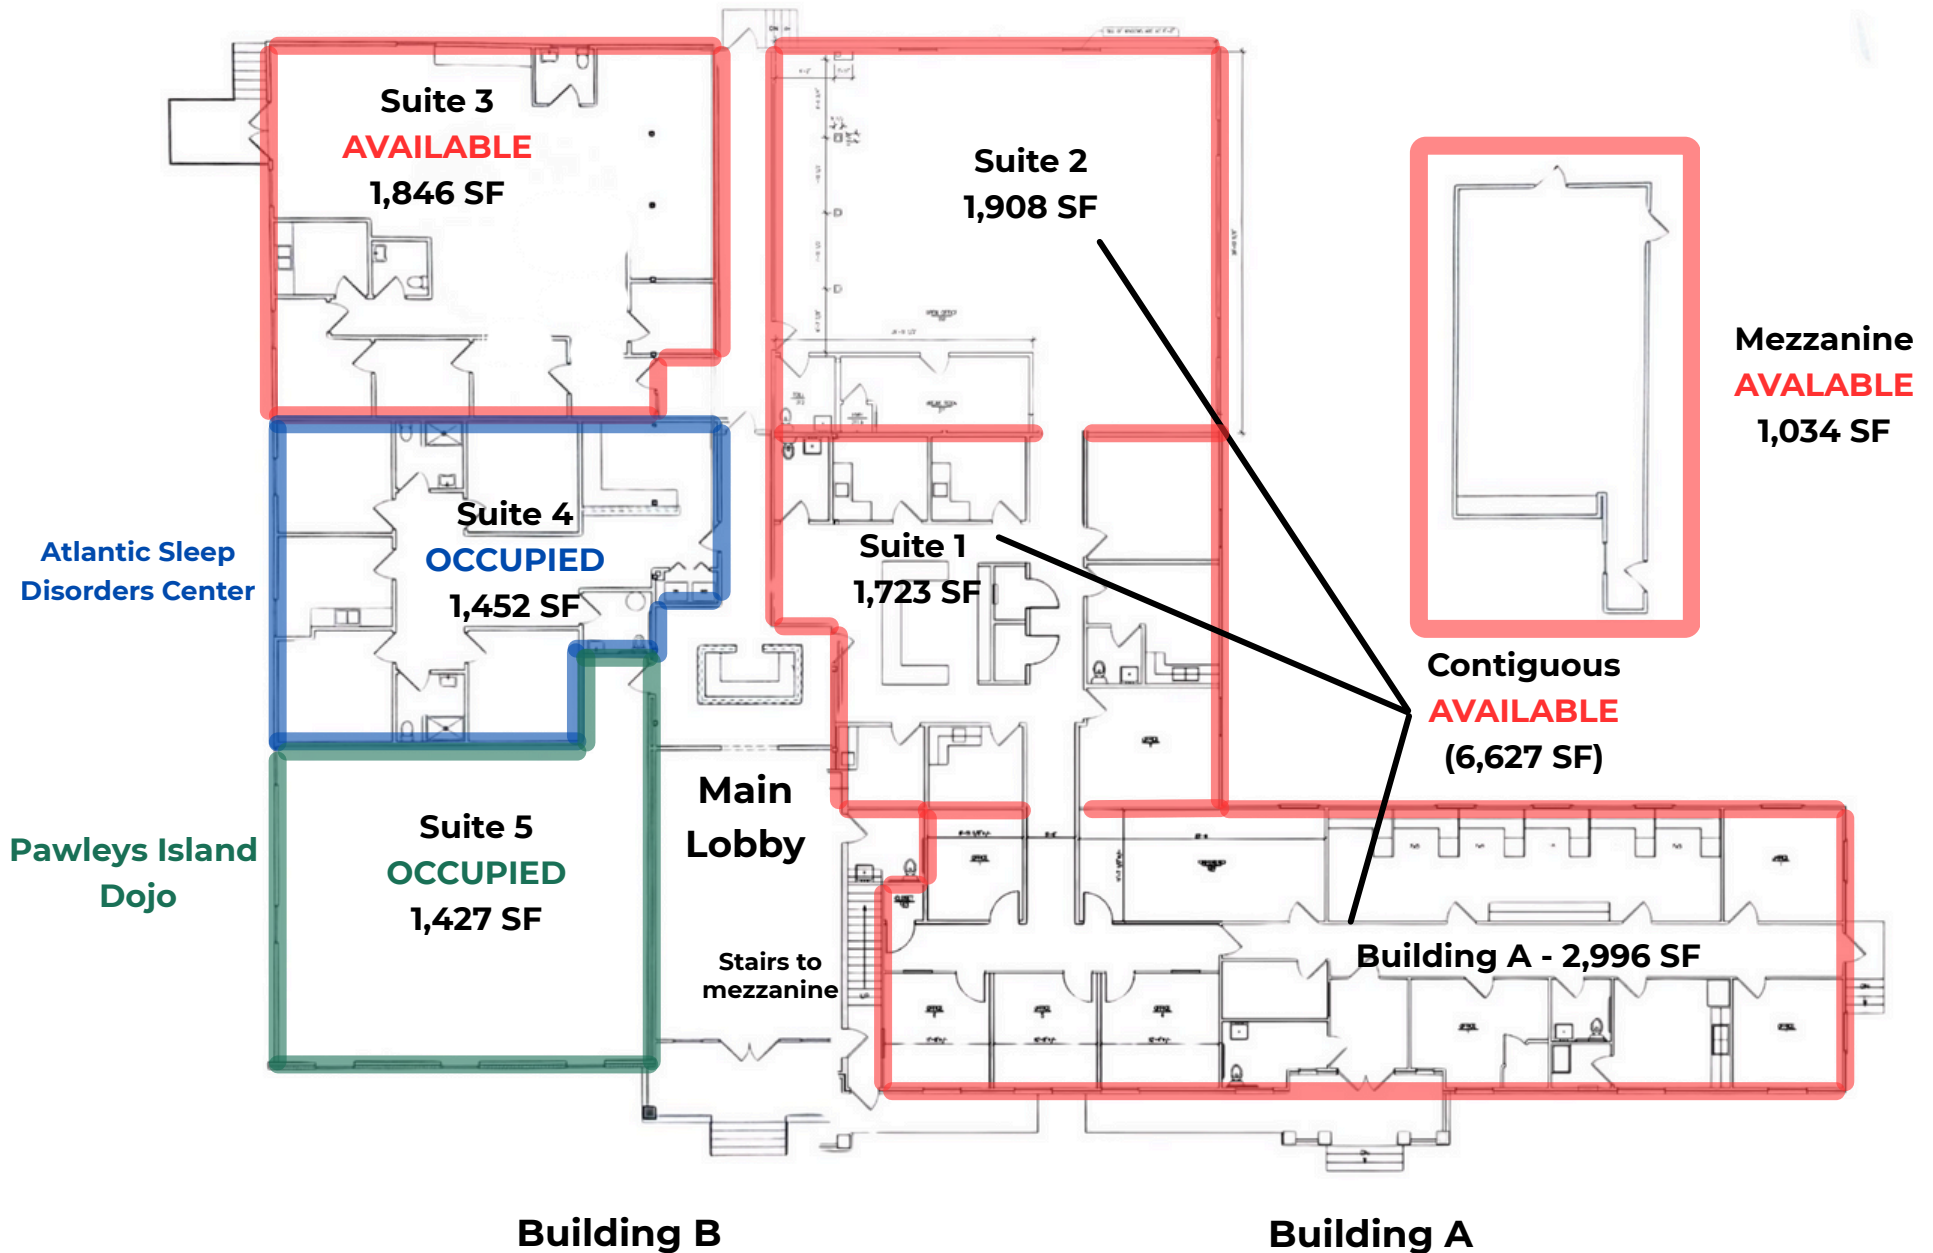 Suite 3
AVAILABLE
1,846 SF
Suite 2
1,908 SF
Mezzanine
AVALABLE
1,034 SF
Atlantic Sleep
Disorders Center
Suite 4
OCCUPIED
1,452 SF
Suite 1
1,723 SF
Contiguous
AVAILABLE
(6,627 SF)
Main
Lobby
Pawleys Island
Dojo
Suite 5
OCCUPIED
1,427 SF
Stairs to
mezzanine
Building A - 2,996 SF
Building B
Building A